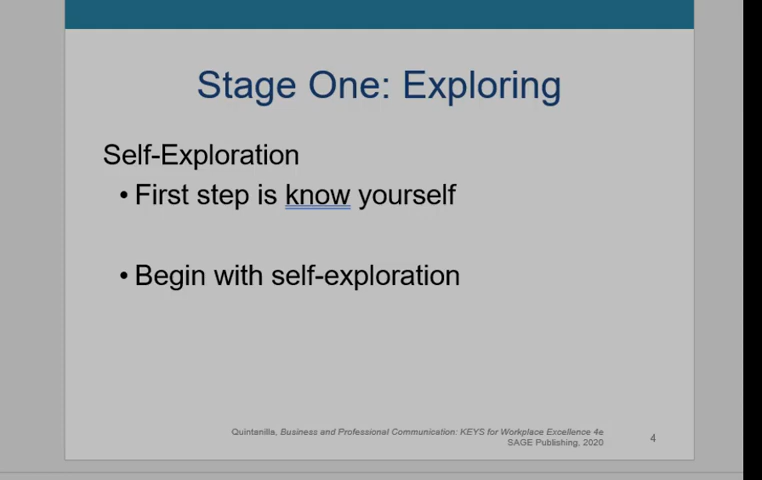 Stage One: Exploring
Self-Exploration
• First step is know yourself
• Begin with self-exploration
Quintanilla, Business and Professional Communication: KEYS for Workplace Excellence 4e
SAGE Publishing, 2020
4